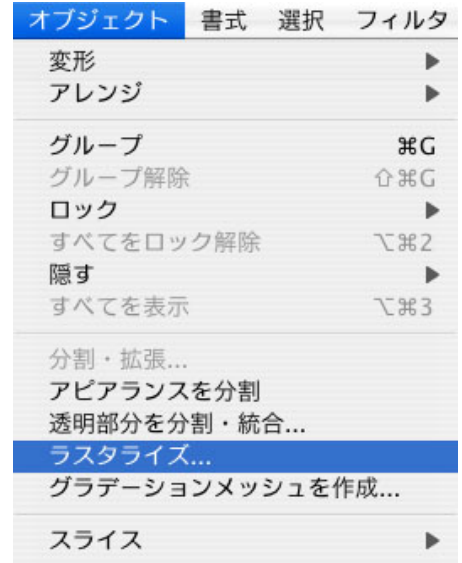 オブジェクト 書式 選択 フィルタ
変形 ▶
アレンジ ▶
グループ ⌘G
グループ解除 ⇧⌘G
ロック ▶
すべてをロック解除 ⌥⌘2
隠す ▶
すべてを表示 ⌥⌘3
分割・拡張...
アピアランスを分割
透明部分を分割・統合...
ラスタライズ...
グラデーションメッシュを作成...
スライス ▶